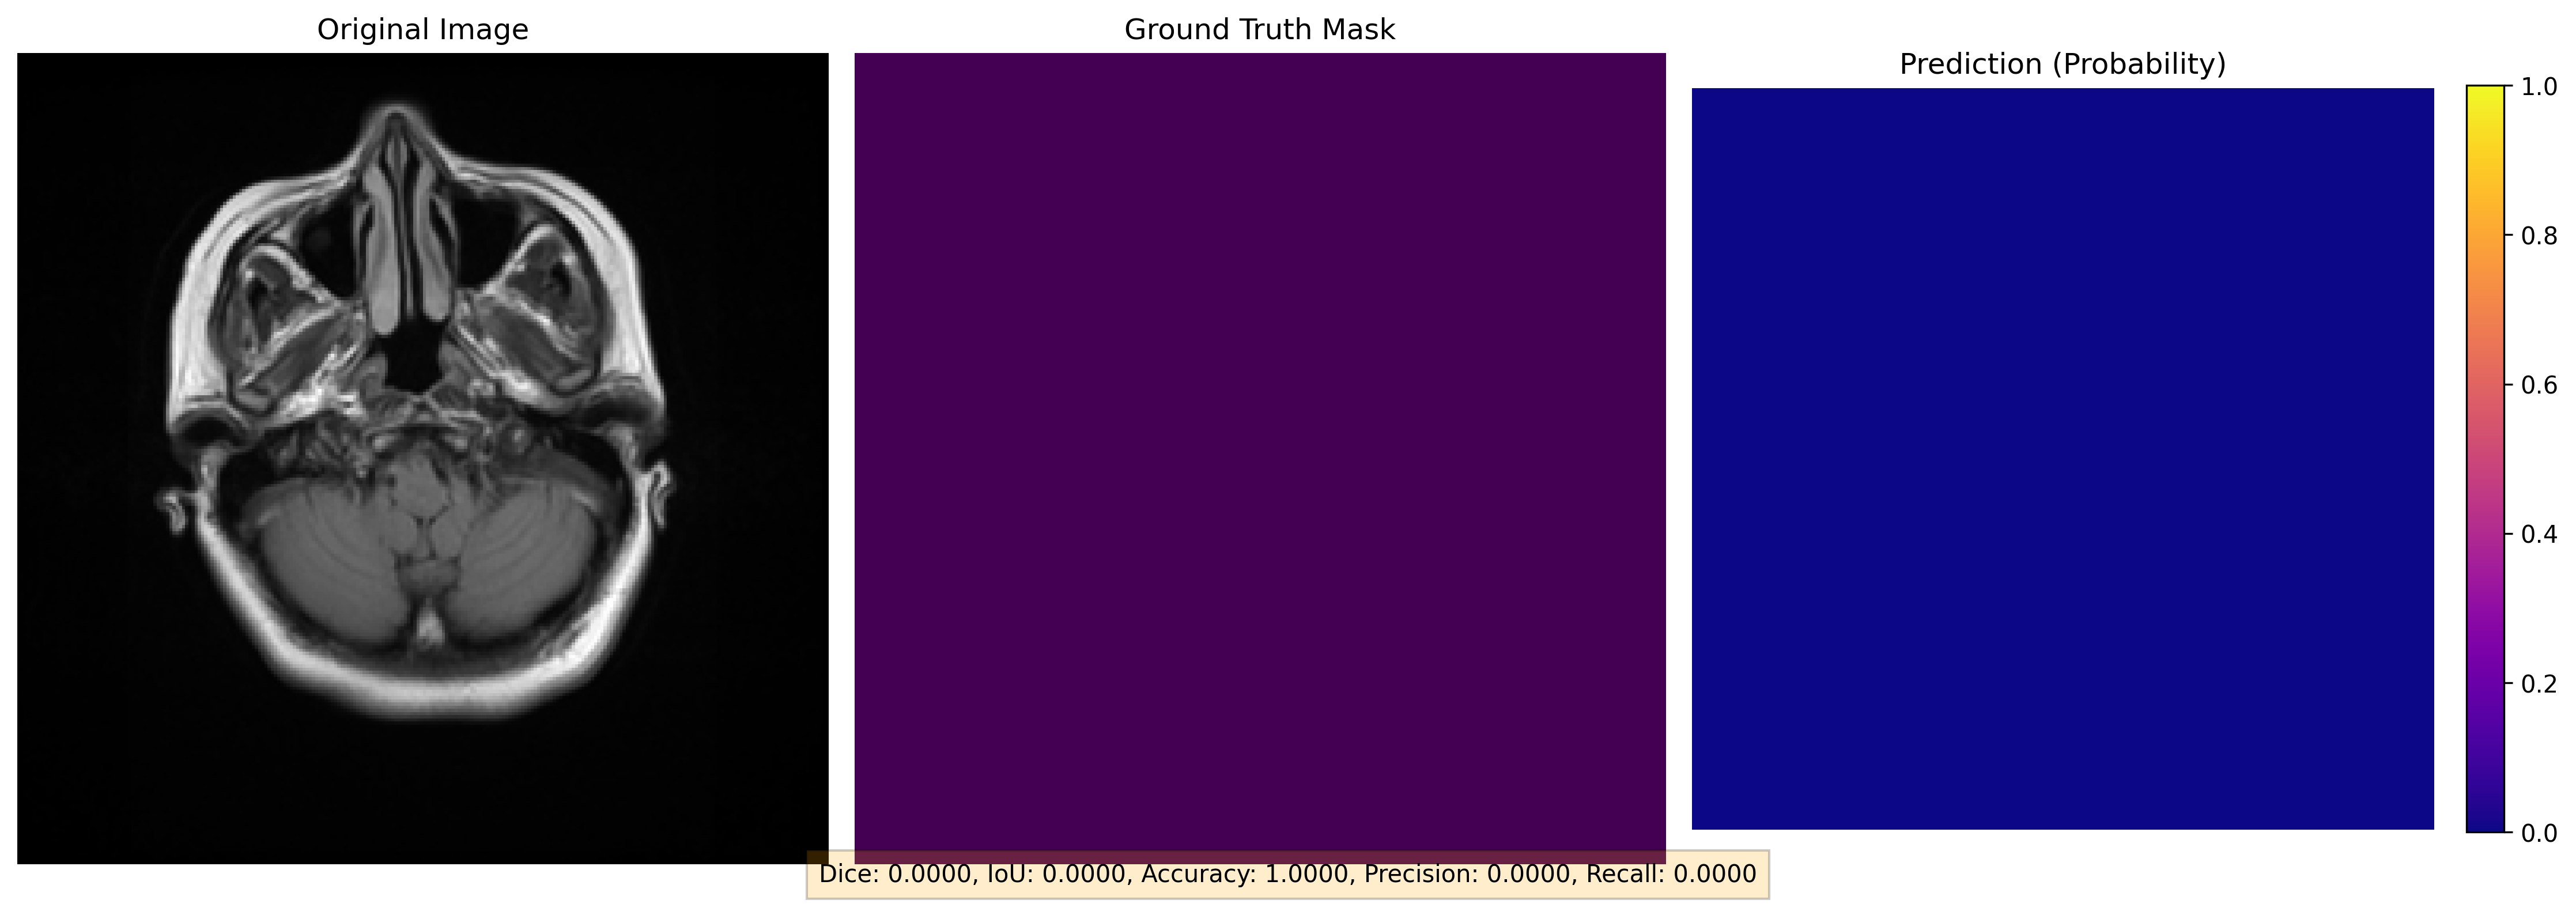 Original Image
Ground Truth Mask
Prediction (Probability)
1.0
0.8
0.6
0.4
0.2
0.0
Dice: 0.0000, IoU: 0.0000, Accuracy: 1.0000, Precision: 0.0000, Recall: 0.0000